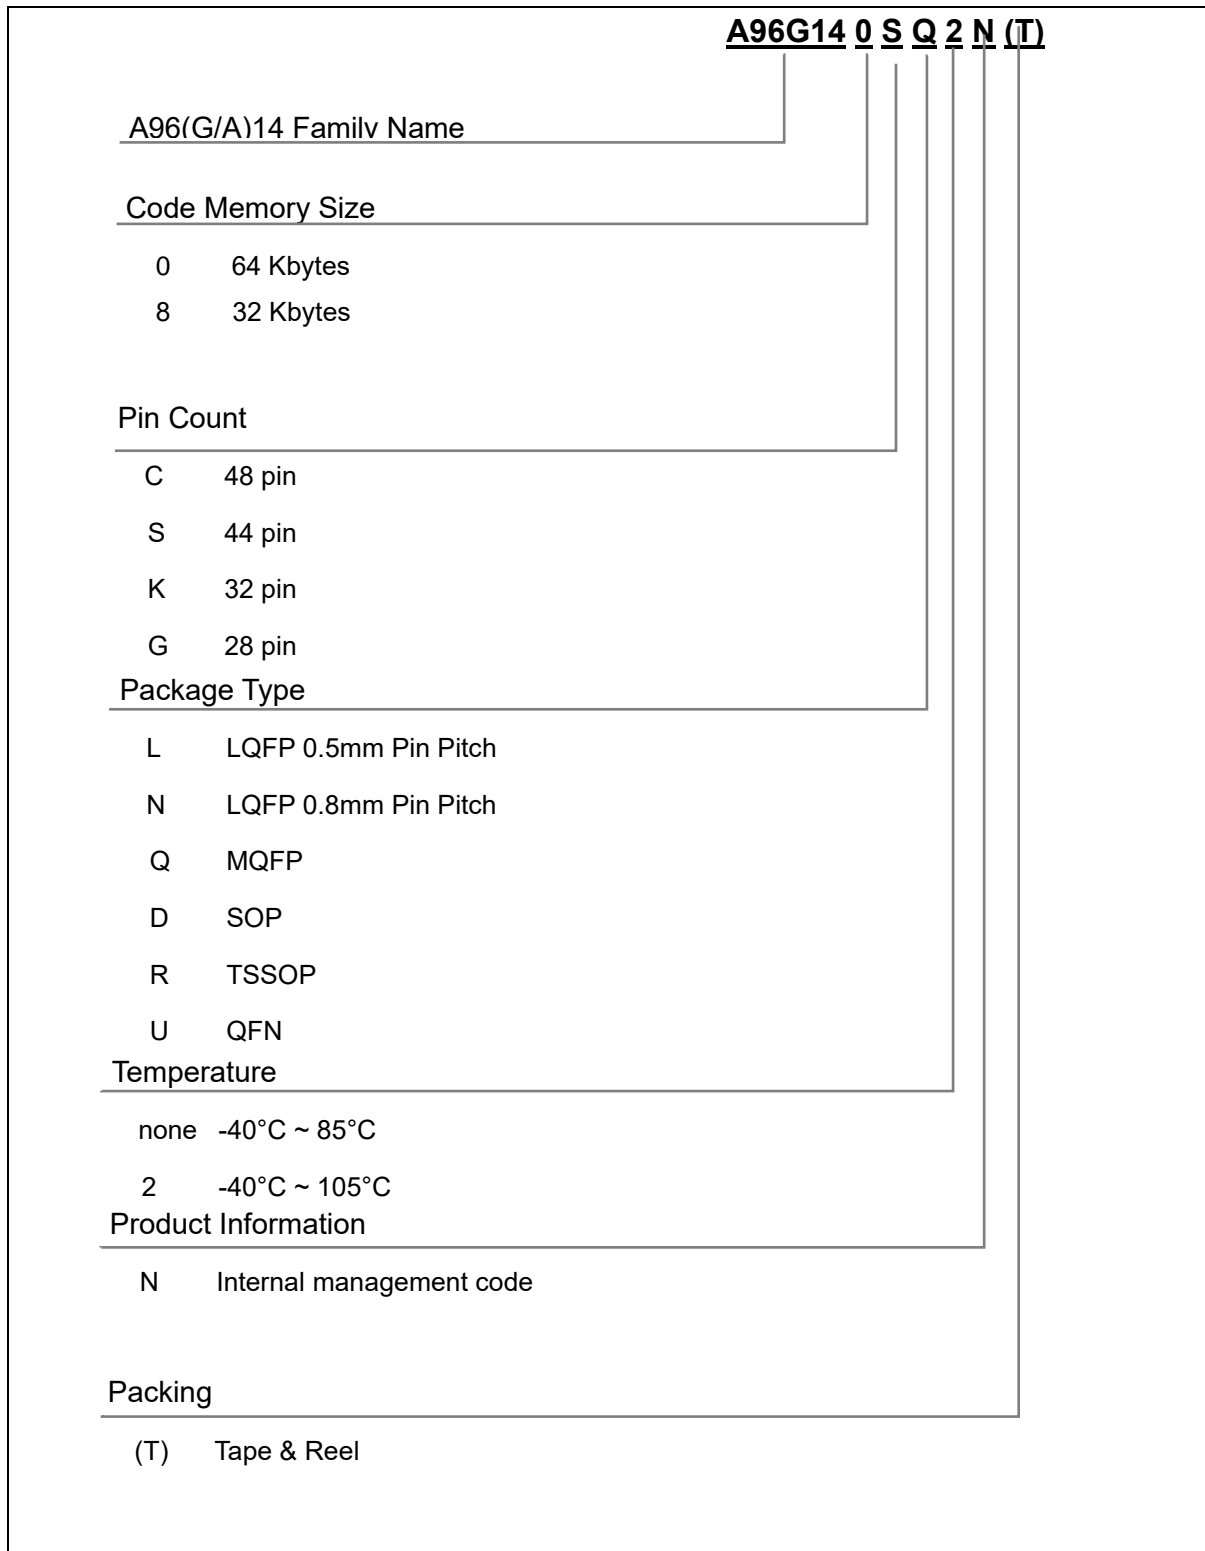 A96G14 0 S Q 2 N (T)
A96(G/A)14 Family Name
Code Memory Size
0 64 Kbytes
8 32 Kbytes
Pin Count
C 48 pin
S 44 pin
K 32 pin
G 28 pin
Package Type
L LQFP 0.5mm Pin Pitch
N LQFP 0.8mm Pin Pitch
Q MQFP
D SOP
R TSSOP
U QFN
Temperature
none -40°C ~ 85°C
2 -40°C ~ 105°C
Product Information
N Internal management code
Packing
(T) Tape & Reel